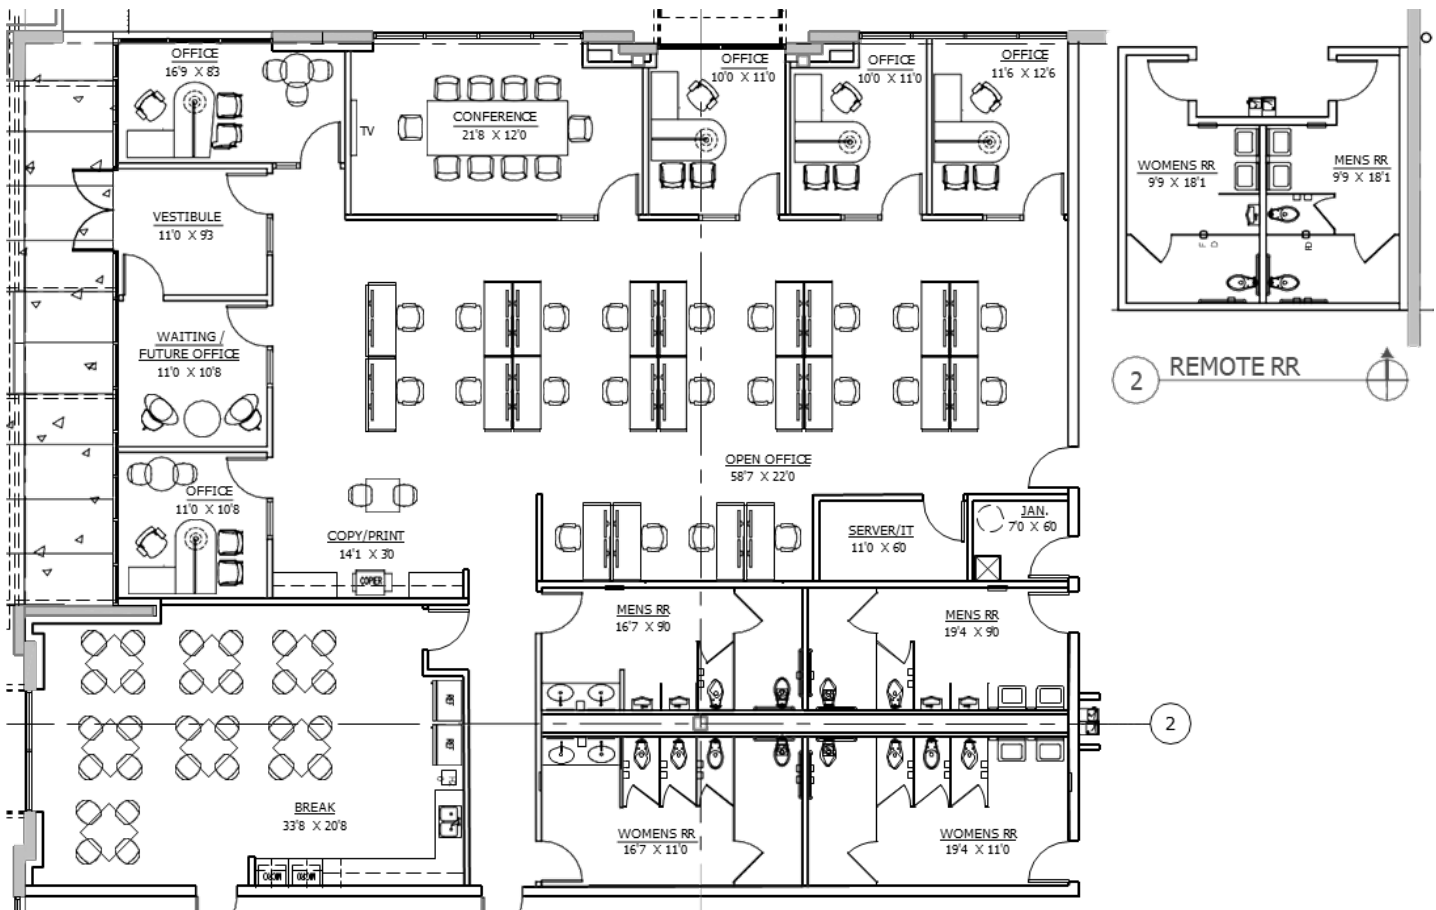 OFFICE
16'9 X 8'3
TV
CONFERENCE
21'8 X 12'0
OFFICE
10'0 X 11'0
OFFICE
10'0 X 11'0
OFFICE
11'6 X 12'6
WOMENS RR
9'9 X 18'1
MENS RR
9'9 X 18'1
2 REMOTE RR
VESTIBULE
11'0 X 9'3
WAITING /
FUTURE OFFICE
11'0 X 10'8
OFFICE
11'0 X 10'8
OPEN OFFICE
58'7 X 22'0
COPY/PRINT
14'1 X 3'0
COPIER
SERVER/IT
11'0 X 6'0
JAN.
7'0 X 6'0
MENS RR
16'7 X 9'0
MENS RR
19'4 X 9'0
REF
REF
2
BREAK
33'8 X 20'8
MICRO
MICRO
WOMENS RR
16'7 X 11'0
WOMENS RR
19'4 X 11'0